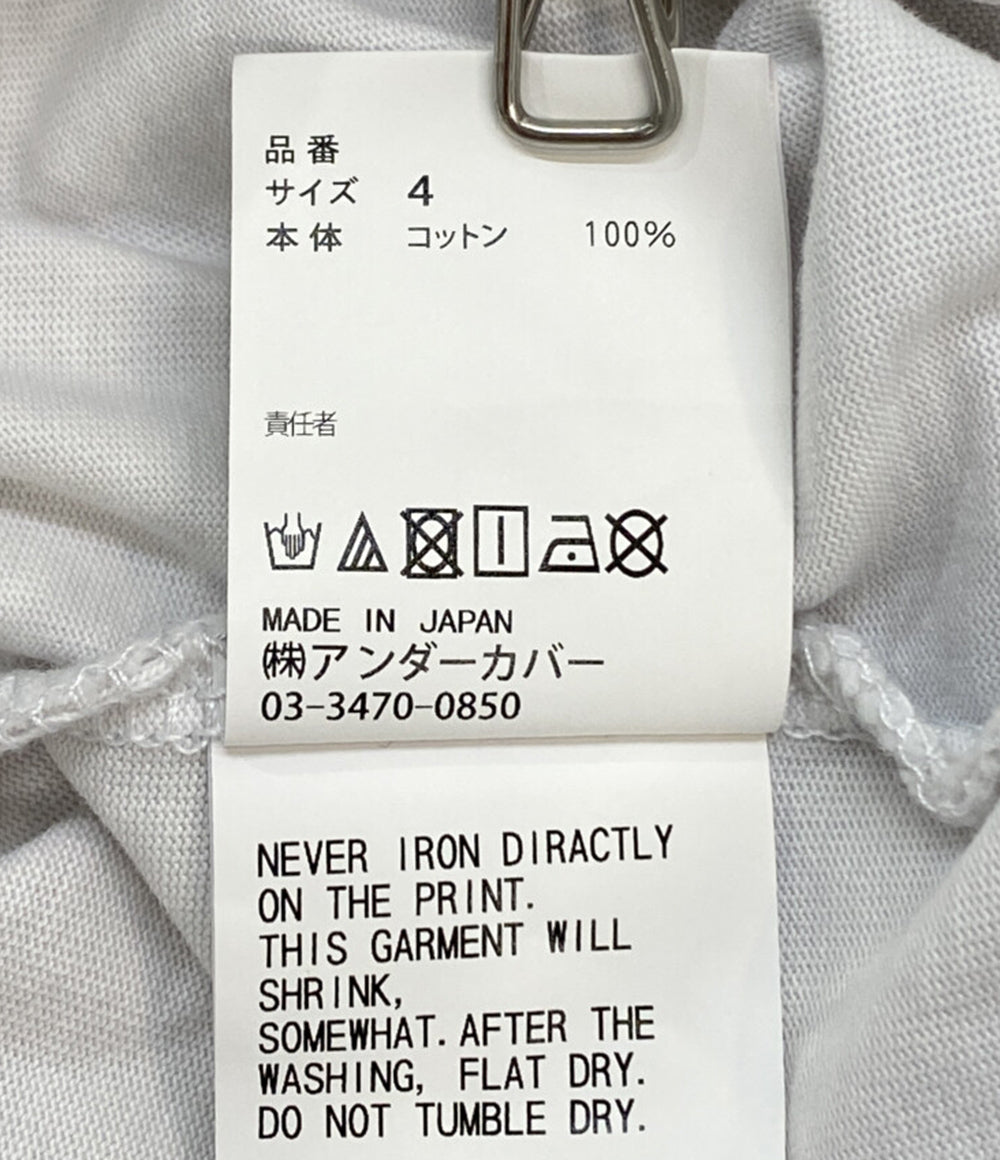 品番
サイズ 4
本体 コットン 100%
責任者
MADE IN JAPAN
㈱アンダーカバー
03-3470-0850
NEVER IRON DIRACTLY
ON THE PRINT.
THIS GARMENT WILL
SHRINK,
SOMEWHAT. AFTER THE
WASHING, FLAT DRY.
DO NOT TUMBLE DRY.